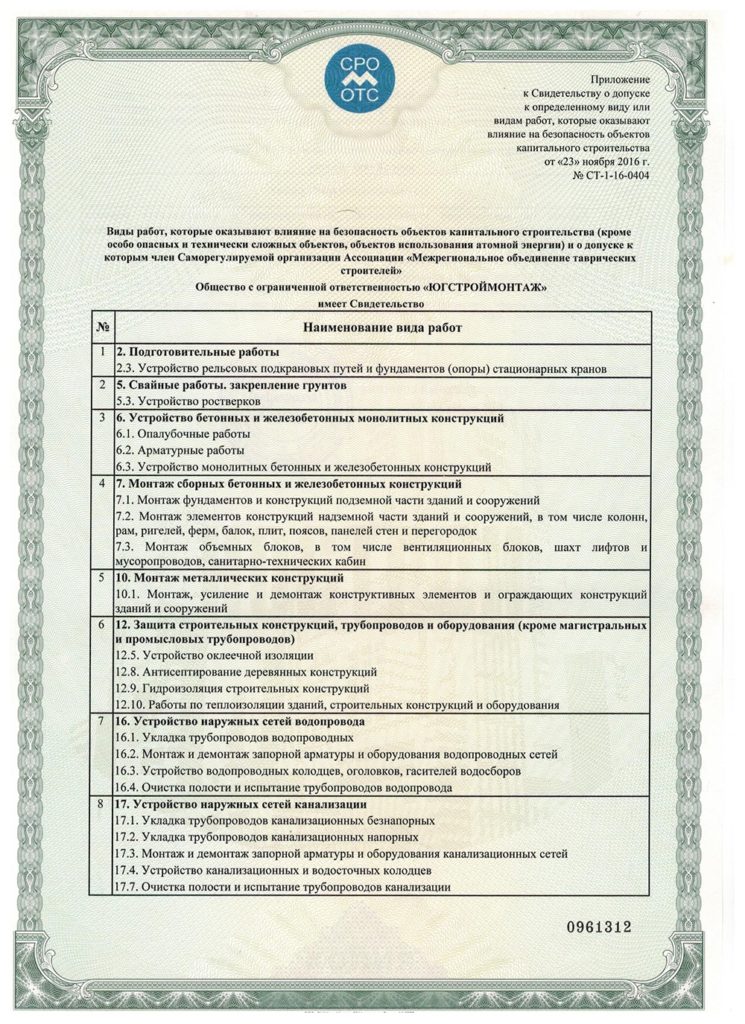 СРО
ОТС
Приложение
к Свидетельству о допуске
к определенному виду или
видам работ, которые оказывают
влияние на безопасность объектов
капитального строительства
от «23» ноября 2016 г.
№ СТ-1-16-0404
Виды работ, которые оказывают влияние на безопасность объектов капитального строительства (кроме
особо опасных и технически сложных объектов, объектов использования атомной энергии) и о допуске к
которым член Саморегулируемой организации Ассоциации «Межрегиональное объединение таврических
строителей»
Общество с ограниченной ответственностью «ЮГСТРОЙМОНТАЖ»
имеет Свидетельство
№ Наименование вида работ
1 2. Подготовительные работы
2.3. Устройство рельсовых подкрановых путей и фундаментов (опоры) стационарных кранов
2 5. Свайные работы. закрепление грунтов
5.3. Устройство ростверков
3 6. Устройство бетонных и железобетонных монолитных конструкций
6.1. Опалубочные работы
6.2. Арматурные работы
6.3. Устройство монолитных бетонных и железобетонных конструкций
4 7. Монтаж сборных бетонных и железобетонных конструкций
7.1. Монтаж фундаментов и конструкций подземной части зданий и сооружений
7.2. Монтаж элементов конструкций надземной части зданий и сооружений, в том числе колонн,
рам, ригелей, ферм, балок, плит, поясов, панелей стен и перегородок
7.3. Монтаж объемных блоков, в том числе вентиляционных блоков, шахт лифтов и
мусоропроводов, санитарно-технических кабин
5 10. Монтаж металлических конструкций
10.1. Монтаж, усиление и демонтаж конструктивных элементов и ограждающих конструкций
зданий и сооружений
6 12. Защита строительных конструкций, трубопроводов и оборудования (кроме магистральных
и промысловых трубопроводов)
12.5. Устройство оклеечной изоляции
12.8. Антисептирование деревянных конструкций
12.9. Гидроизоляция строительных конструкций
12.10. Работы по теплоизоляции зданий, строительных конструкций и оборудования
7 16. Устройство наружных сетей водопровода
16.1. Укладка трубопроводов водопроводных
16.2. Монтаж и демонтаж запорной арматуры и оборудования водопроводных сетей
16.3. Устройство водопроводных колодцев, оголовков, гасителей водосборов
16.4. Очистка полости и испытание трубопроводов водопровода
8 17. Устройство наружных сетей канализации
17.1. Укладка трубопроводов канализационных безнапорных
17.2. Укладка трубопроводов канализационных напорных
17.3. Монтаж и демонтаж запорной арматуры и оборудования канализационных сетей
17.4. Устройство канализационных и водосточных колодцев
17.7. Очистка полости и испытание трубопроводов канализации
0961312